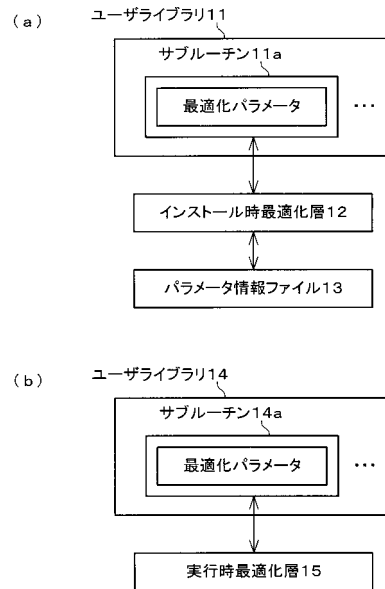 (a)
ユーザライブラリ11
サブルーチン11a
最適化パラメータ
...
インストール時最適化層12
パラメータ情報ファイル13
(b)
ユーザライブラリ14
サブルーチン14a
最適化パラメータ
...
実行時最適化層15